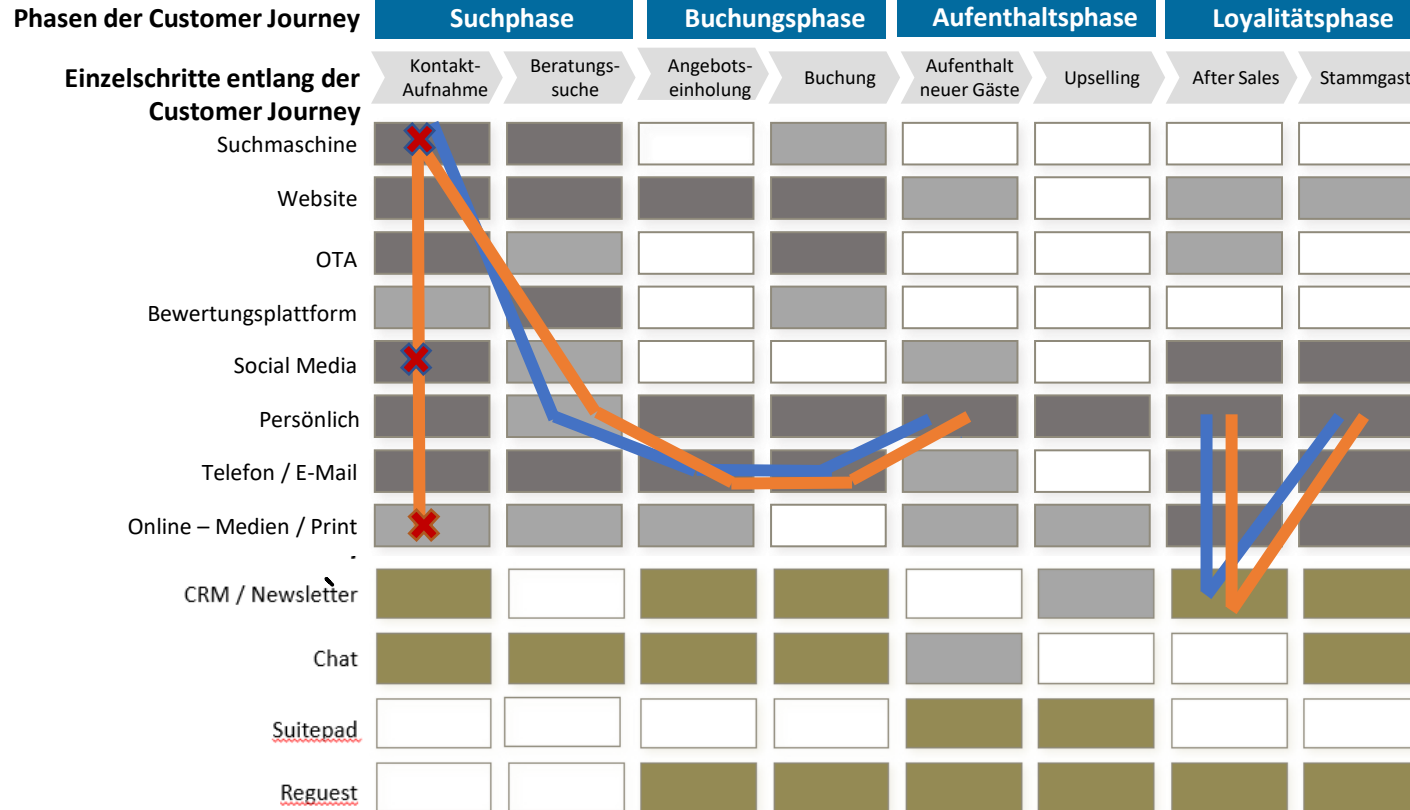 Phasen der Customer Journey
Suchphase
Buchungsphase
Aufenthaltsphase
Loyalitätsphase
Einzelschritte entlang der
Customer Journey
Kontakt-
Aufnahme
Beratungs-
suche
Angebots-
einholung
Buchung
Aufenthalt
neuer Gäste
Upselling
After Sales
Stammgast
Suchmaschine
Website
OTA
Bewertungsplattform
Social Media
Persönlich
Telefon / E-Mail
Online – Medien / Print
CRM / Newsletter
Chat
Suitepad
Reguest